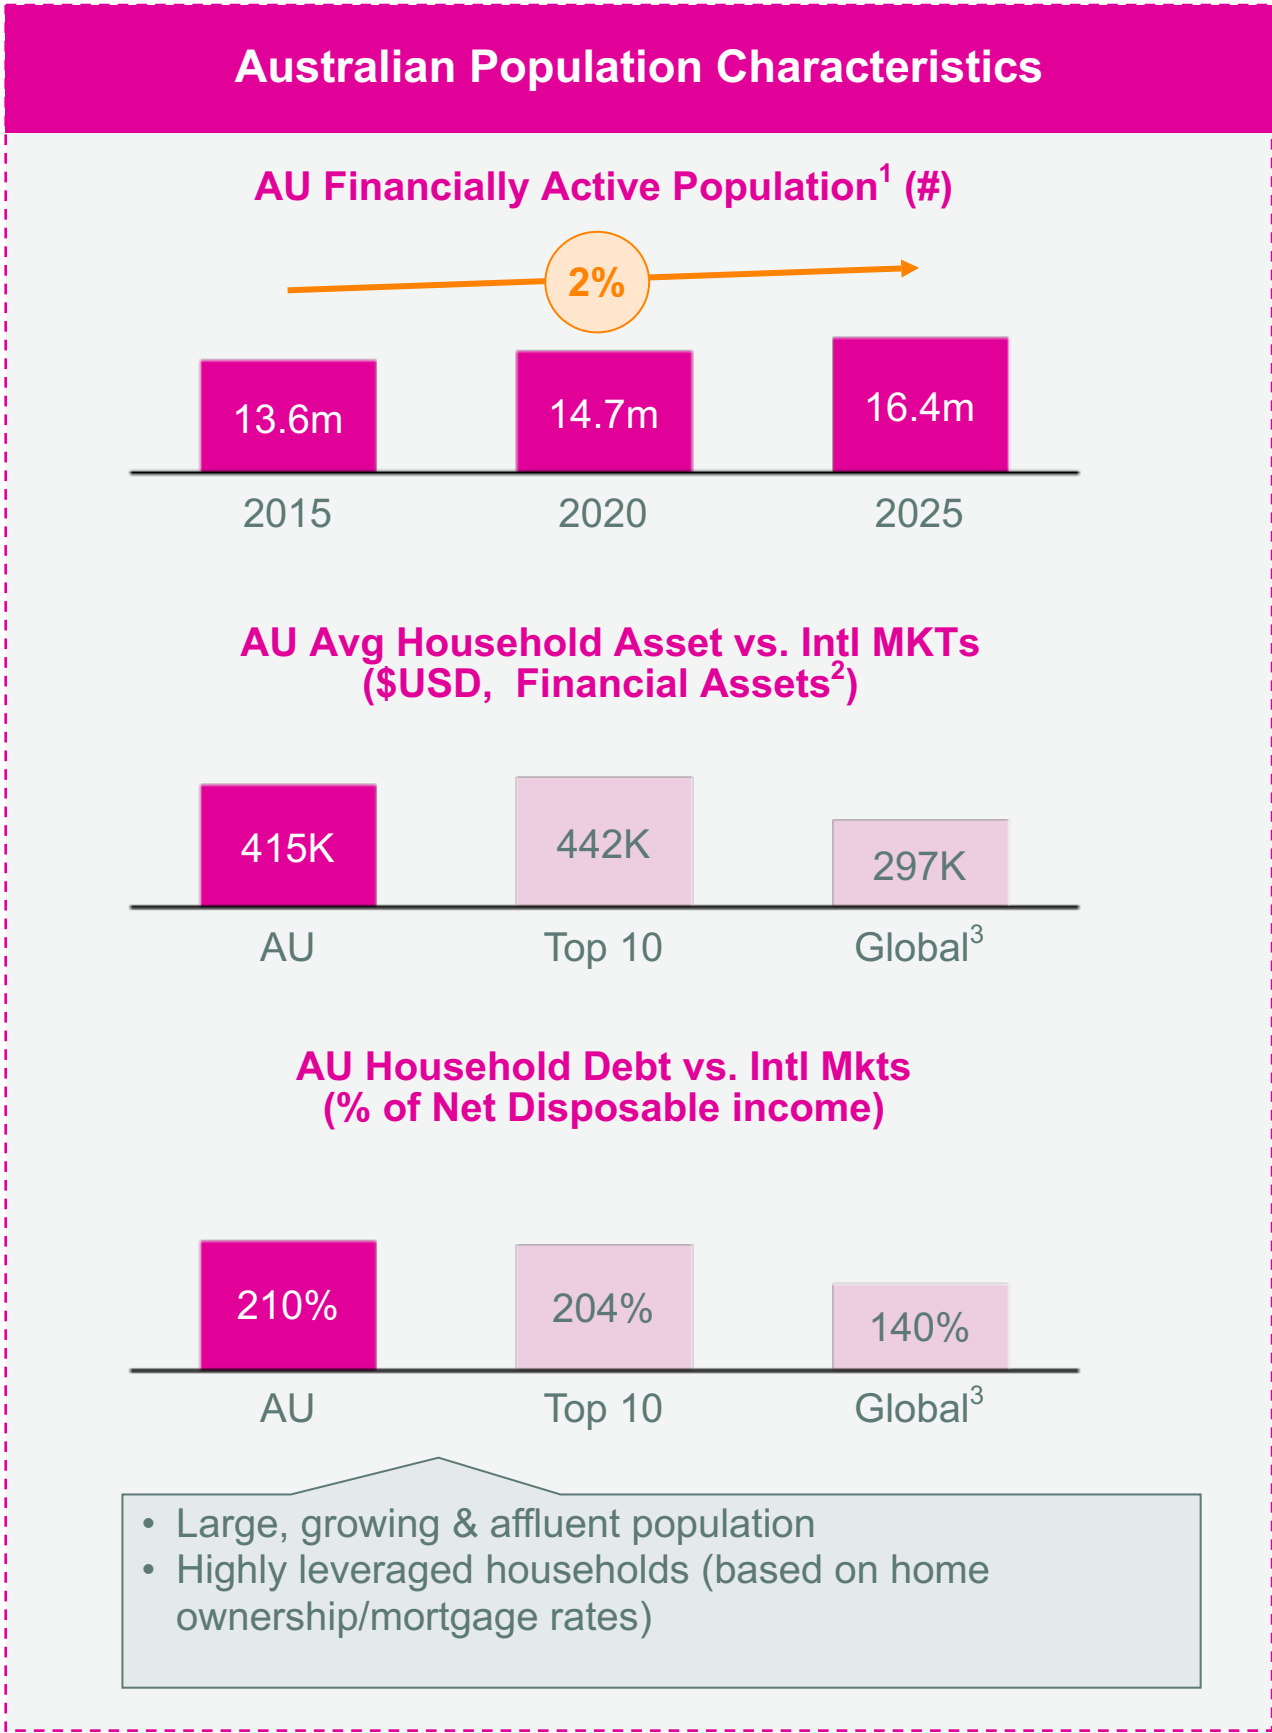 Australian Population Characteristics
AU Financially Active Population¹ (#)
2%
13.6m
14.7m
16.4m
2015
2020
2025
AU Avg Household Asset vs. Intl MKTs
($USD,  Financial Assets²)
415K
442K
297K
AU
Top 10
Global³
AU Household Debt vs. Intl Mkts
(% of Net Disposable income)
210%
204%
140%
AU
Top 10
Global³
• Large, growing & affluent population
• Highly leveraged households (based on home
ownership/mortgage rates)